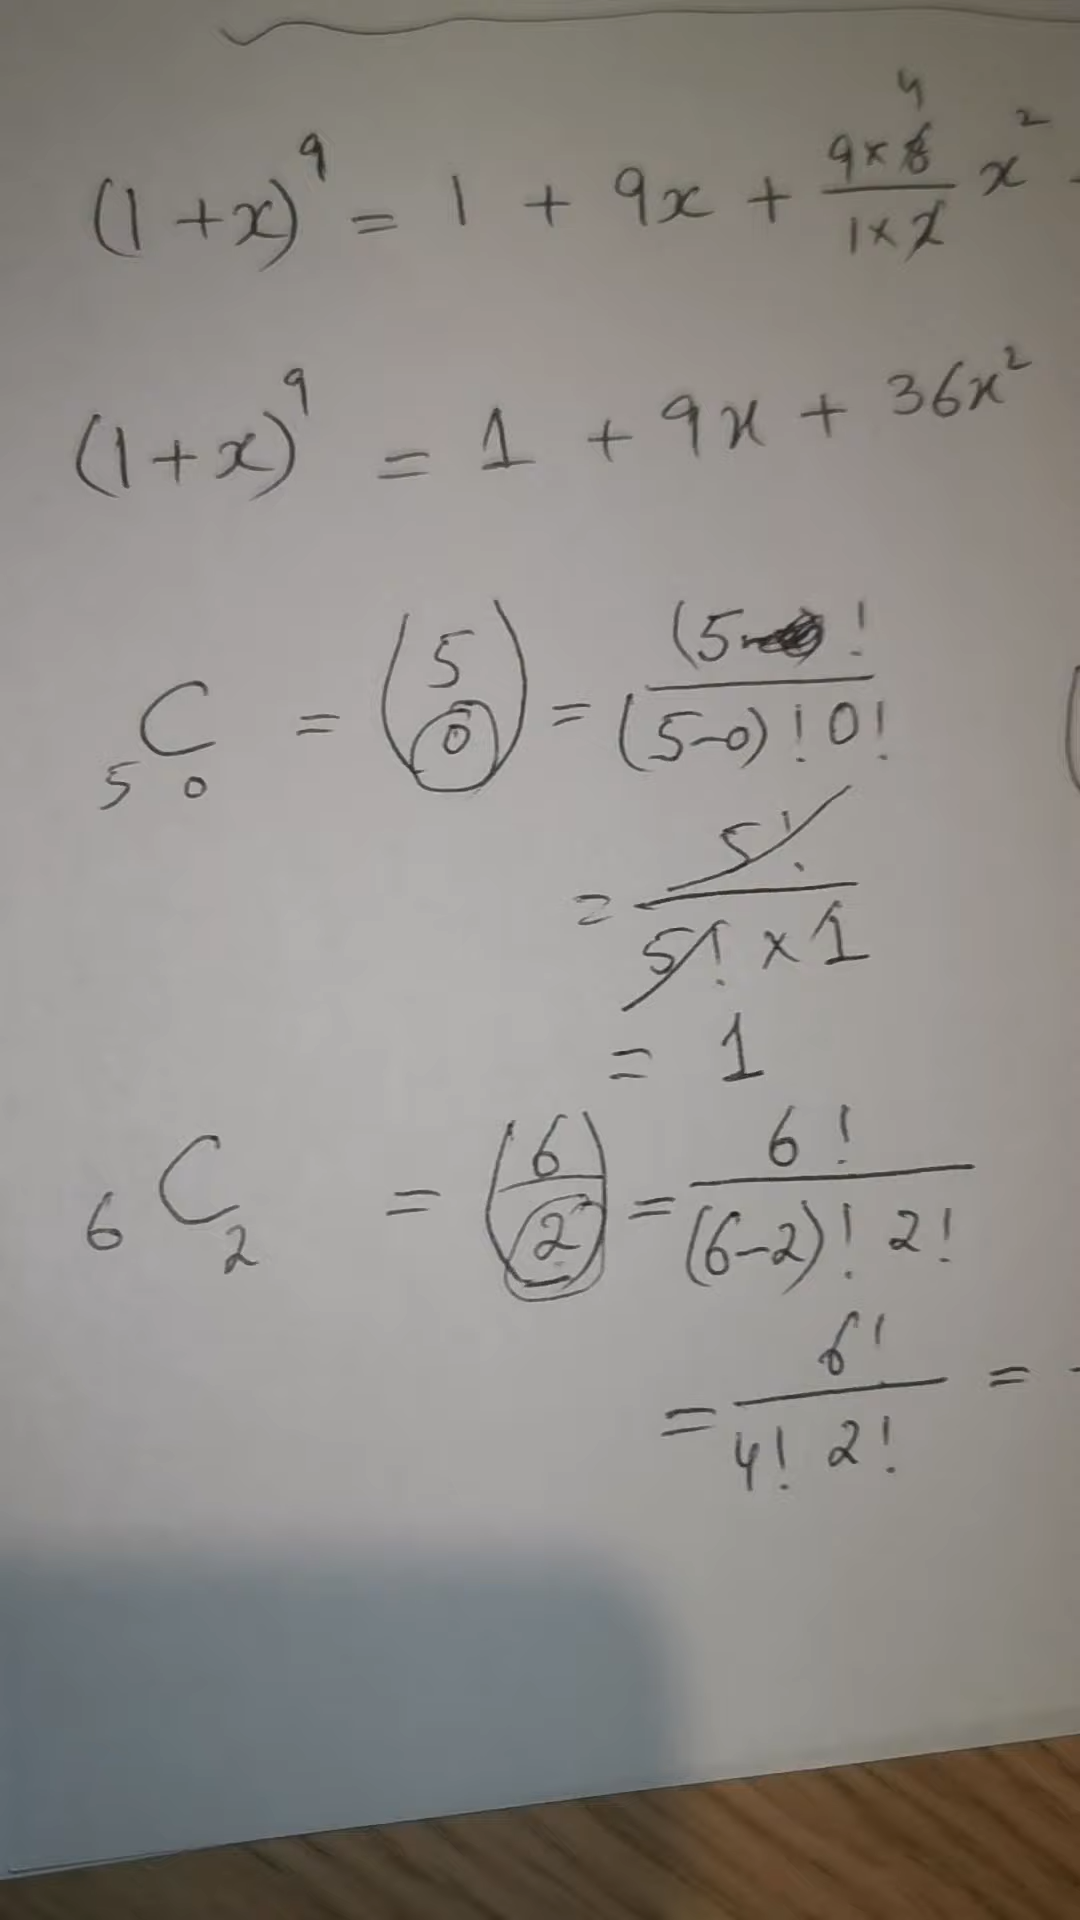 (1+x)^9 = 1 + 9x + (9×8)/(1×2) x^2
4
(1+x)^9 = 1 + 9x + 36x^2
5C0 = (5 0) = (5-  !/(5-0)!0!
= 5!/(5! × 1)
= 1
6C2 = (6/2) = 6!/(6-2)! 2!
= 6!/4! 2! =